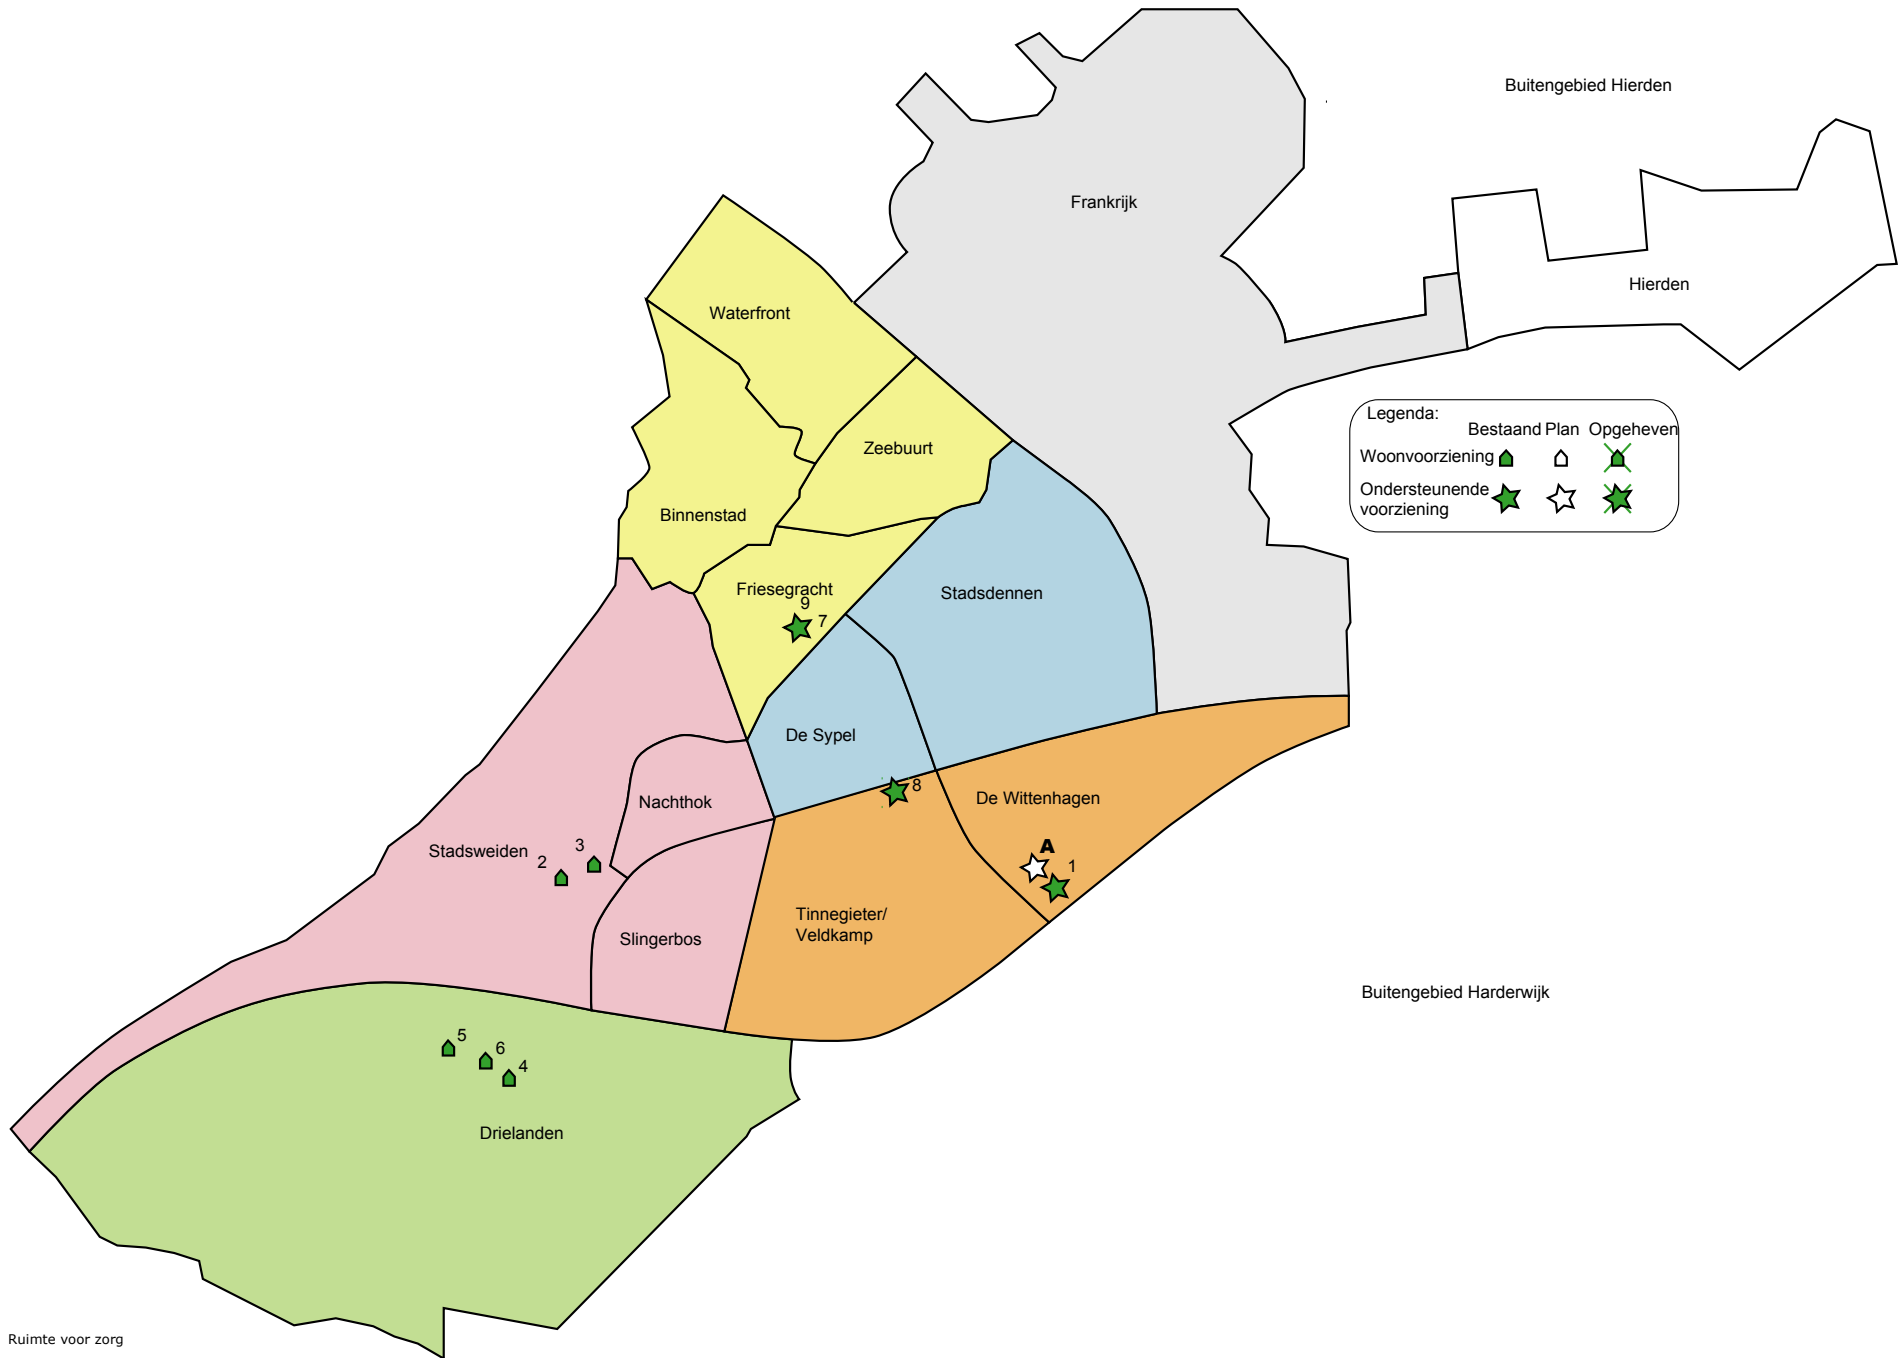 Buitengebied Hierden
Frankrijk
Hierden
Waterfront
Legenda:
Bestaand Plan Opgeheven
Woonvoorziening
Ondersteunende
voorziening
Zeebuurt
Binnenstad
Friesegracht
9
7
Stadsdennen
De Sypel
8
De Wittenhagen
Nachthok
A
1
Stadsweiden
3
2
Tinnegieter/
Veldkamp
Slingerbos
Buitengebied Harderwijk
5
6
4
Drielanden
Ruimte voor zorg